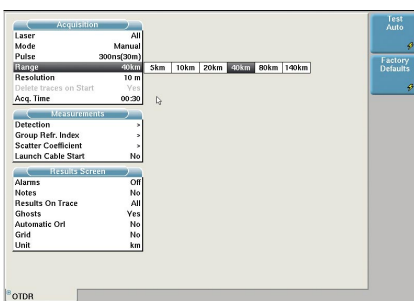 Acquisition
Laser All
Mode Manual
Pulse 300ns(30m)
Range 40km 5km 10km 20km 40km 80km 140km
Resolution 10 m
Delete traces on Start Yes
Acq. Time 00:30
Measurements
Detection >
Group Refr. Index >
Scatter Coefficient >
Launch Cable Start No
Results Screen
Alarms Off
Notes No
Results On Trace All
Ghosts Yes
Automatic Orl No
Grid No
Unit km
Test
Auto
Factory
Defaults
OTDR